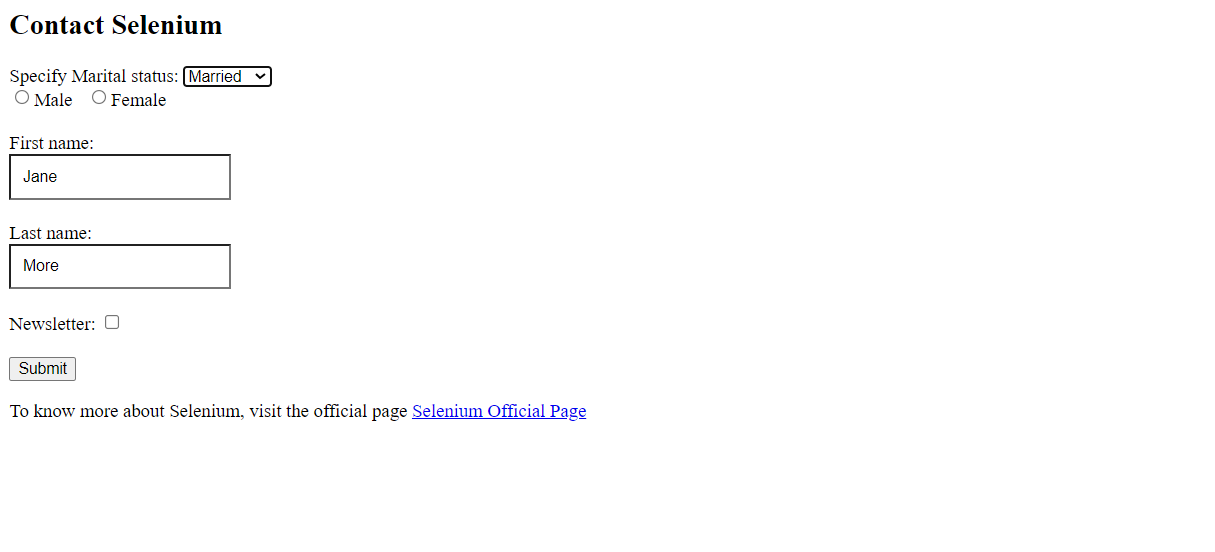 Contact Selenium
Specify Marital status: Married
Male Female
First name:
Jane
Last name:
More
Newsletter:
Submit
To know more about Selenium, visit the official page Selenium Official Page